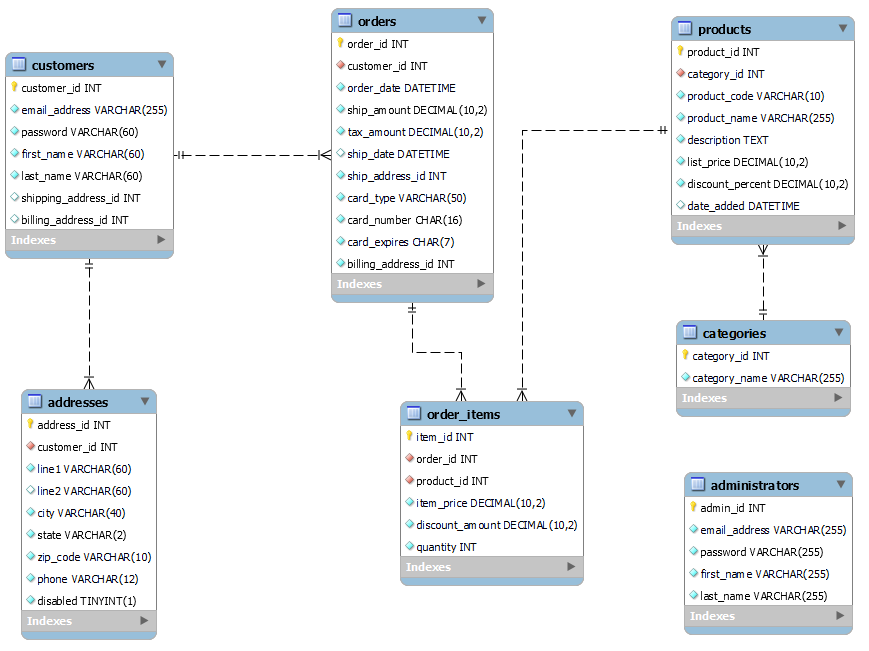 customers
customer_id INT
email_address VARCHAR(255)
password VARCHAR(60)
first_name VARCHAR(60)
last_name VARCHAR(60)
shipping_address_id INT
billing_address_id INT
Indexes
orders
order_id INT
customer_id INT
order_date DATETIME
ship_amount DECIMAL(10,2)
tax_amount DECIMAL(10,2)
ship_date DATETIME
ship_address_id INT
card_type VARCHAR(50)
card_number CHAR(16)
card_expires CHAR(7)
billing_address_id INT
Indexes
products
product_id INT
category_id INT
product_code VARCHAR(10)
product_name VARCHAR(255)
description TEXT
list_price DECIMAL(10,2)
discount_percent DECIMAL(10,2)
date_added DATETIME
Indexes
categories
category_id INT
category_name VARCHAR(255)
Indexes
addresses
address_id INT
customer_id INT
line1 VARCHAR(60)
line2 VARCHAR(60)
city VARCHAR(40)
state VARCHAR(2)
zip_code VARCHAR(10)
phone VARCHAR(12)
disabled TINYINT(1)
Indexes
order_items
item_id INT
order_id INT
product_id INT
item_price DECIMAL(10,2)
discount_amount DECIMAL(10,2)
quantity INT
Indexes
administrators
admin_id INT
email_address VARCHAR(255)
password VARCHAR(255)
first_name VARCHAR(255)
last_name VARCHAR(255)
Indexes